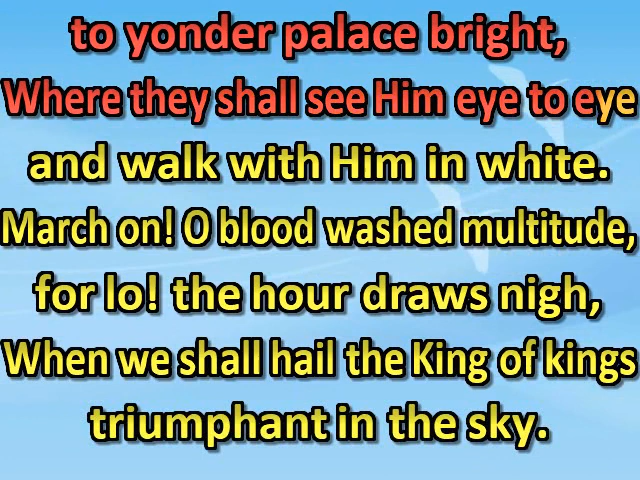 to yonder palace bright,
Where they shall see Him eye to eye
and walk with Him in white.
March on! O blood washed multitude,
for lo! the hour draws nigh,
When we shall hail the King of kings
triumphant in the sky.